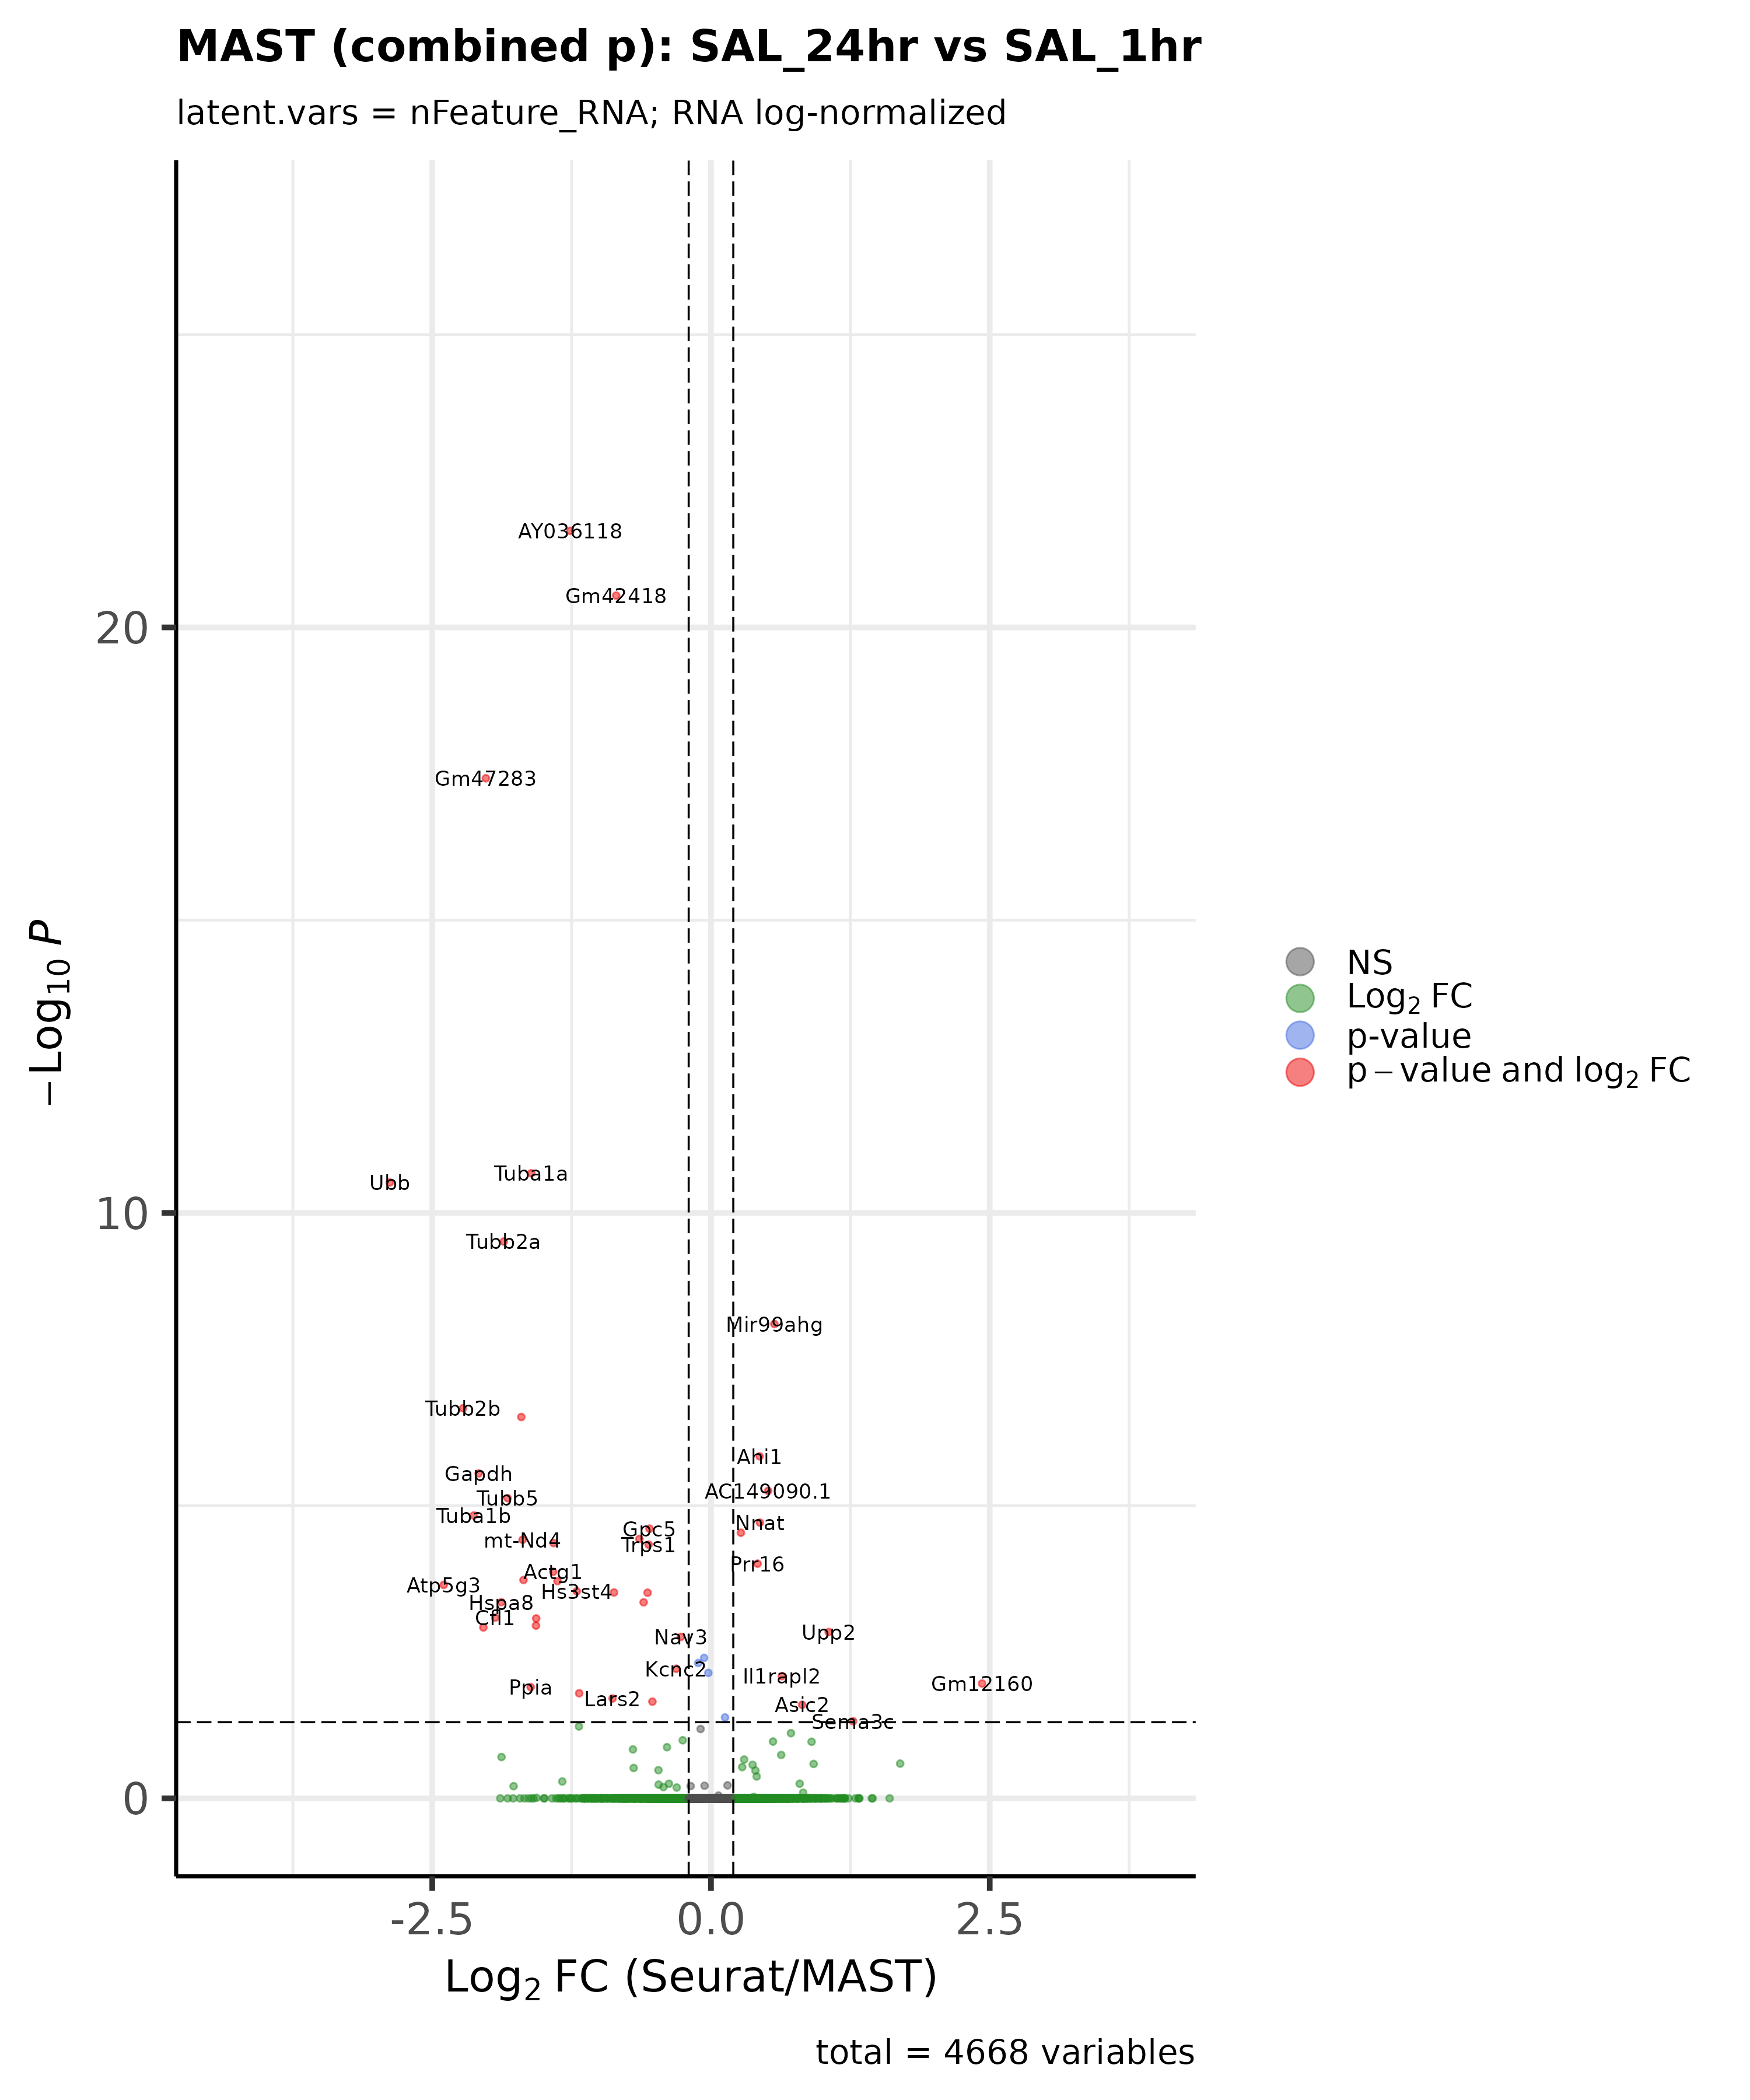 MAST (combined p): SAL_24hr vs SAL_1hr
latent.vars = nFeature_RNA; RNA log-normalized
AY036118
Gm42418
20
Gm47283
−Log10 P
NS
Log2 FC
p-value
p − value and log2 FC
Tuba1a
Ubb
10
Tubb2a
Mir99ahg
Tubb2b
Ahi1
Gapdh
AC149090.1
Tubb5
Tuba1b
Nnat
Gpc5
mt-Nd4
Trps1
Prr16
Actg1
Atp5g3
Hs3st4
Hspa8
Cfl1
Upp2
Nav3
Kcnc2
Il1rapl2
Gm12160
Ppia
Lars2
Asic2
Sema3c
0
-2.5
0.0
2.5
Log2 FC (Seurat/MAST)
total = 4668 variables